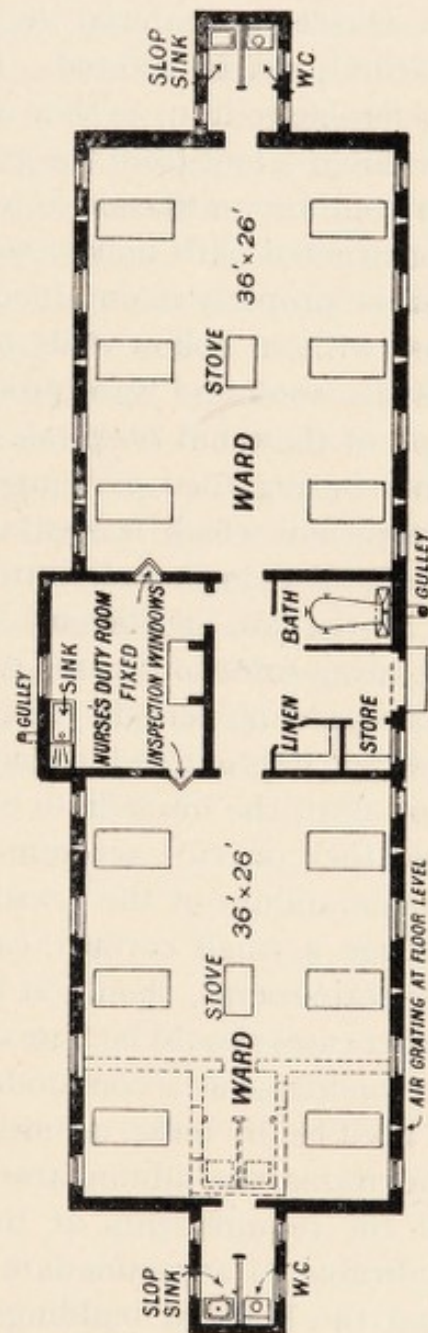 SLOP
SINK
W.C.
36'×26'
STOVE
WARD
GULLEY
SINK
NURSE'S DUTY ROOM
FIXED
INSPECTION WINDOWS
BATH
GULLEY
LINEN
STORE
36'×26'
STOVE
WARD
AIR GRATING AT FLOOR LEVEL
SLOP
SINK
W.C.